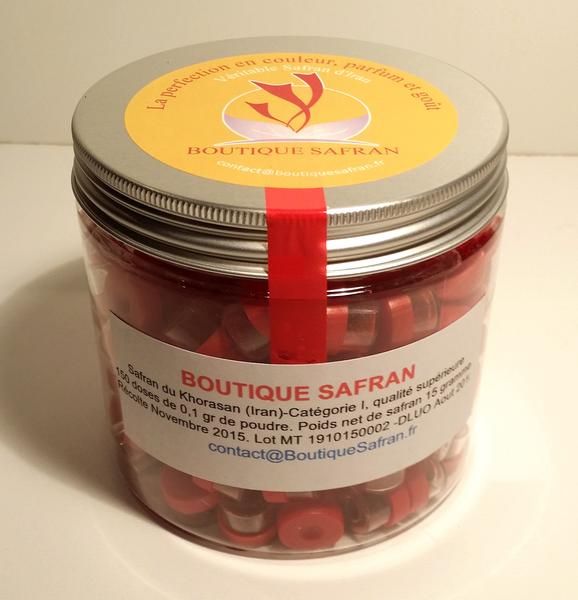 La perfection en couleur, parfum et goût
Véritable Safran d'Iran
BOUTIQUE SAFRAN
contact@boutiquesafran.fr
BOUTIQUE SAFRAN
Safran du Khorasan (Iran)-Catégorie I, qualité supérieure
150 doses de 0,1 gr de poudre. Poids net de safran 15 gramme
Récolte Novembre 2015. Lot MT 1910150002 -DLUO Août
contact@BoutiqueSafran.fr